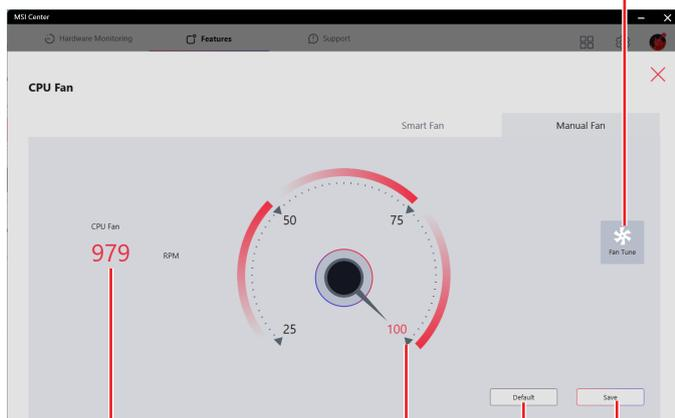 MSI Center
Hardware Monitoring
Features
Support
CPU Fan
Smart Fan
Manual Fan
50
75
CPU Fan
979
RPM
Fan Tune
25
100
Default
Save